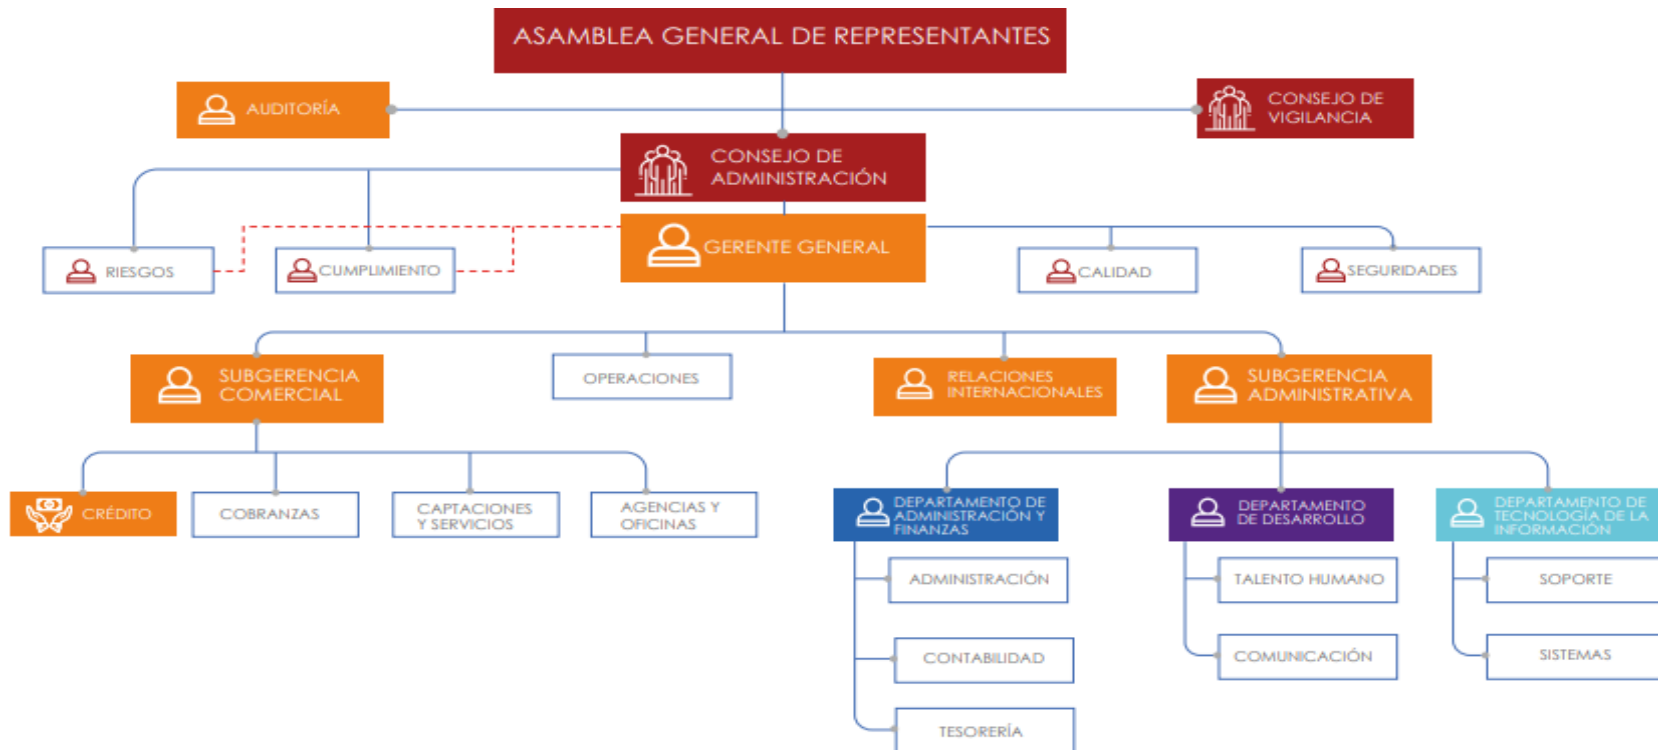 ASAMBLEA GENERAL DE REPRESENTANTES
AUDITORÍA
CONSEJO DE
VIGILANCIA
CONSEJO DE
ADMINISTRACIÓN
GERENTE GENERAL
RIESGOS
CUMPLIMIENTO
CALIDAD
SEGURIDADES
SUBGERENCIA
COMERCIAL
OPERACIONES
RELACIONES
INTERNACIONALES
SUBGERENCIA
ADMINISTRATIVA
CRÉDITO
COBRANZAS
CAPTACIONES
Y SERVICIOS
AGENCIAS Y
OFICINAS
DEPARTAMENTO DE
ADMINISTRACIÓN Y
FINANZAS
DEPARTAMENTO
DE DESARROLLO
DEPARTAMENTO DE
TECNOLOGÍA DE LA
INFORMACIÓN
ADMINISTRACIÓN
TALENTO HUMANO
SOPORTE
CONTABILIDAD
COMUNICACIÓN
SISTEMAS
TESORERÍA